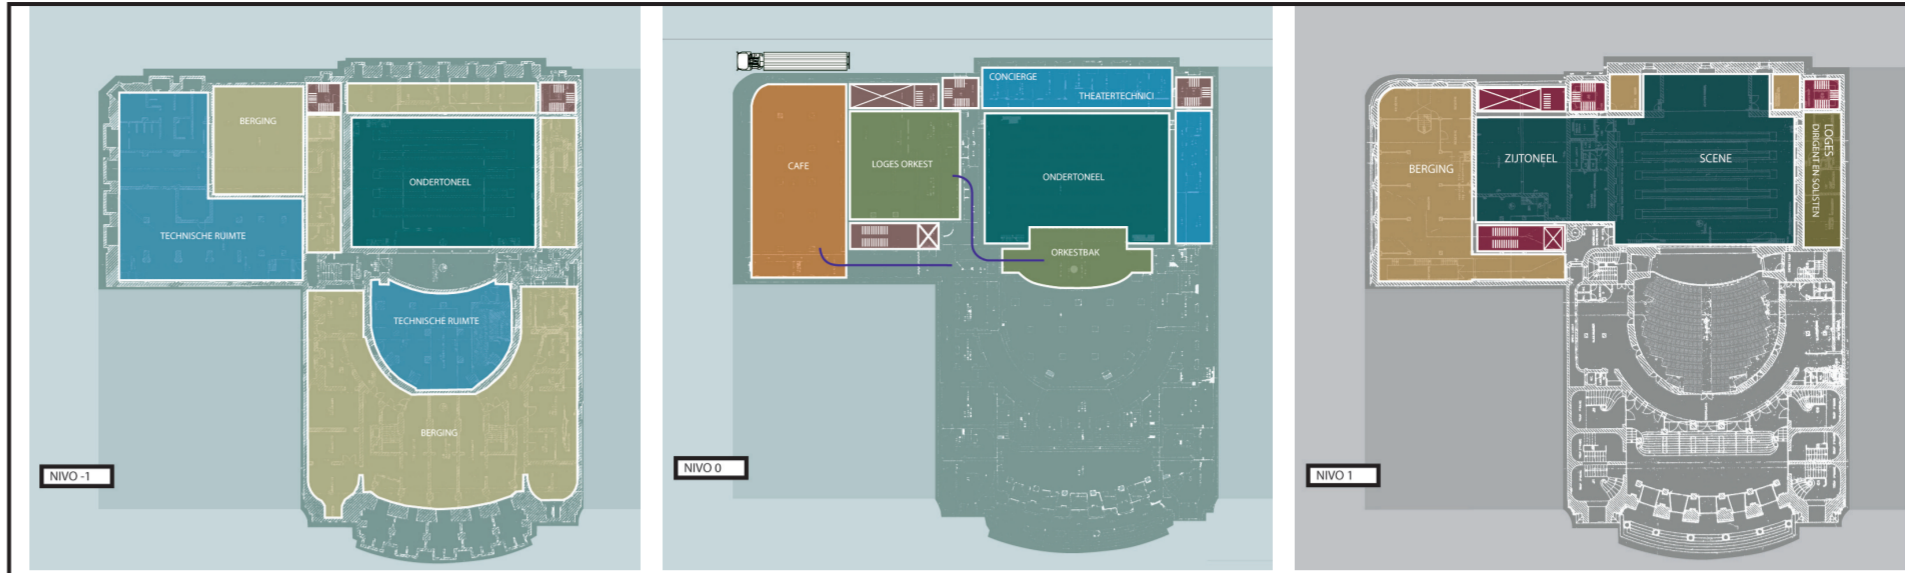 BERGING
ONDERTONEEL
TECHNISCHE RUIMTE
TECHNISCHE RUIMTE
BERGING
NIVO -1
CONCIERGE
THEATERTECHNICI
CAFE
LOGES ORKEST
ONDERTONEEL
ORKESTBAK
NIVO 0
BERGING
ZIJTONEEL
SCENE
LOGES
DIRIGENT EN SOLISTEN
NIVO 1